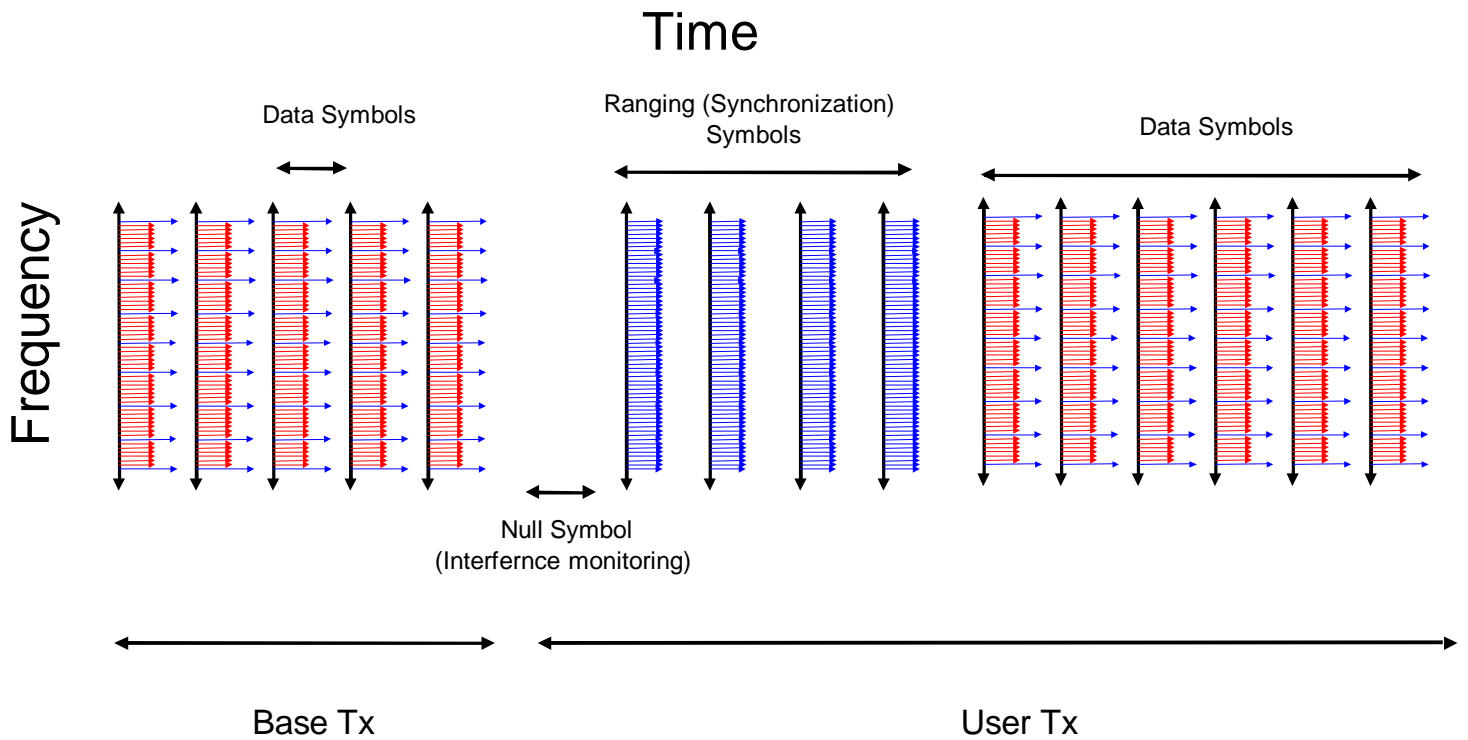 Time
Data Symbols
Ranging (Synchronization)
Symbols
Data Symbols
Frequency
Null Symbol
(Interfernce monitoring)
Base Tx
User Tx